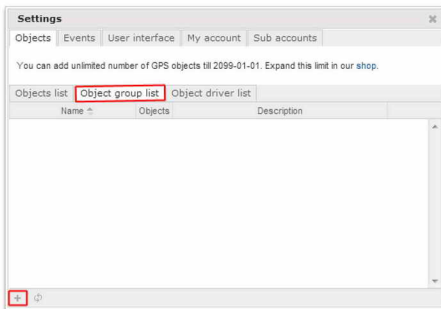 Settings
Objects Events User interface My account Sub accounts
You can add unlimited number of GPS objects till 2099-01-01. Expand this limit in our shop.
Objects list Object group list Object driver list
Name Objects Description